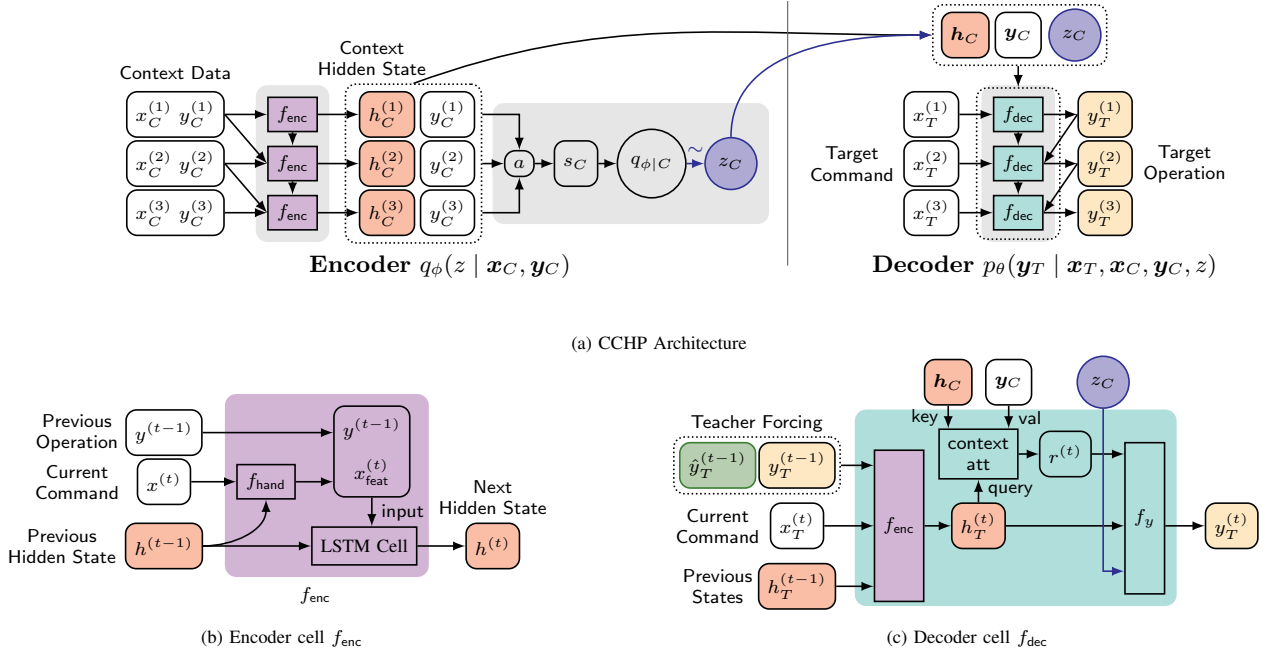 Context Data
Context
Hidden State
x_C^{(1)} y_C^{(1)}
f_enc
h_C^{(1)}
y_C^{(1)}
x_C^{(2)} y_C^{(2)}
f_enc
h_C^{(2)}
y_C^{(2)}
x_C^{(3)} y_C^{(3)}
f_enc
h_C^{(3)}
y_C^{(3)}
a
s_C
q_{ϕ|C}
∼
z_C
Encoder q_ϕ(z | x_C, y_C)
h_C
y_C
z_C
Target
Command
x_T^{(1)}
f_dec
y_T^{(1)}
x_T^{(2)}
f_dec
y_T^{(2)}
x_T^{(3)}
f_dec
y_T^{(3)}
Target
Operation
Decoder p_θ(y_T | x_T, x_C, y_C, z)
(a) CCHP Architecture
Previous
Operation
y^{(t−1)}
Current
Command
x^{(t)}
f_hand
y^{(t−1)}
x_feat^{(t)}
input
Previous
Hidden State
h^{(t−1)}
LSTM Cell
Next
Hidden State
h^{(t)}
f_enc
(b) Encoder cell f_enc
h_C
y_C
z_C
key
val
Teacher Forcing
ŷ_T^{(t−1)}
y_T^{(t−1)}
context
att
r^{(t)}
query
Current
Command
x_T^{(t)}
f_enc
h_T^{(t)}
f_y
y_T^{(t)}
Previous
States
h_T^{(t−1)}
(c) Decoder cell f_dec